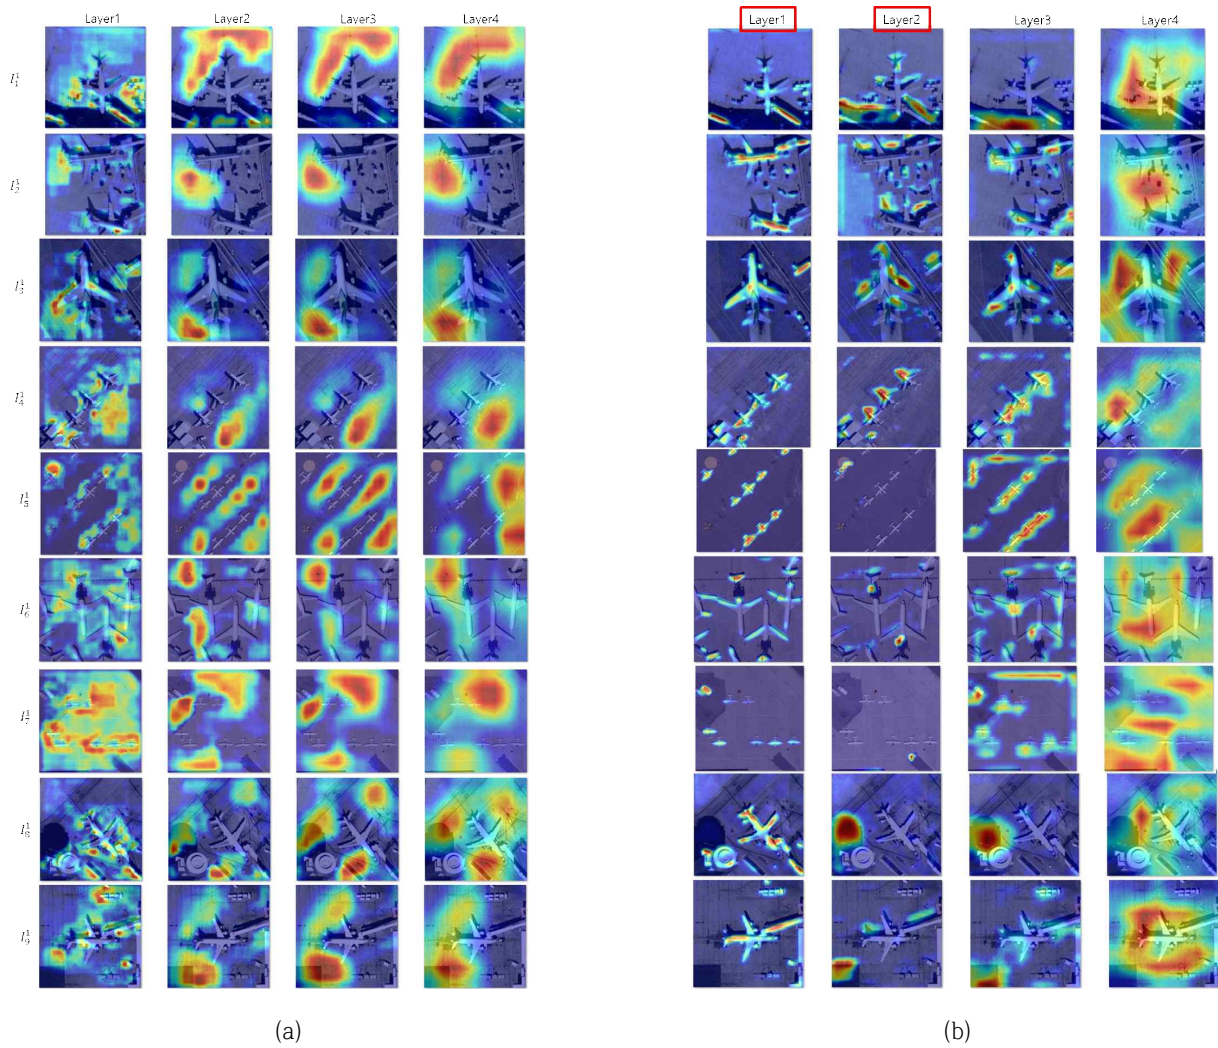 Layer1 Layer2 Layer3 Layer4 Layer1 Layer2 Layer3 Layer4
I₁¹
I₂¹
I₃¹
I₄¹
I₅¹
I₆¹
I₇¹
I₈¹
I₉¹
(a) (b)